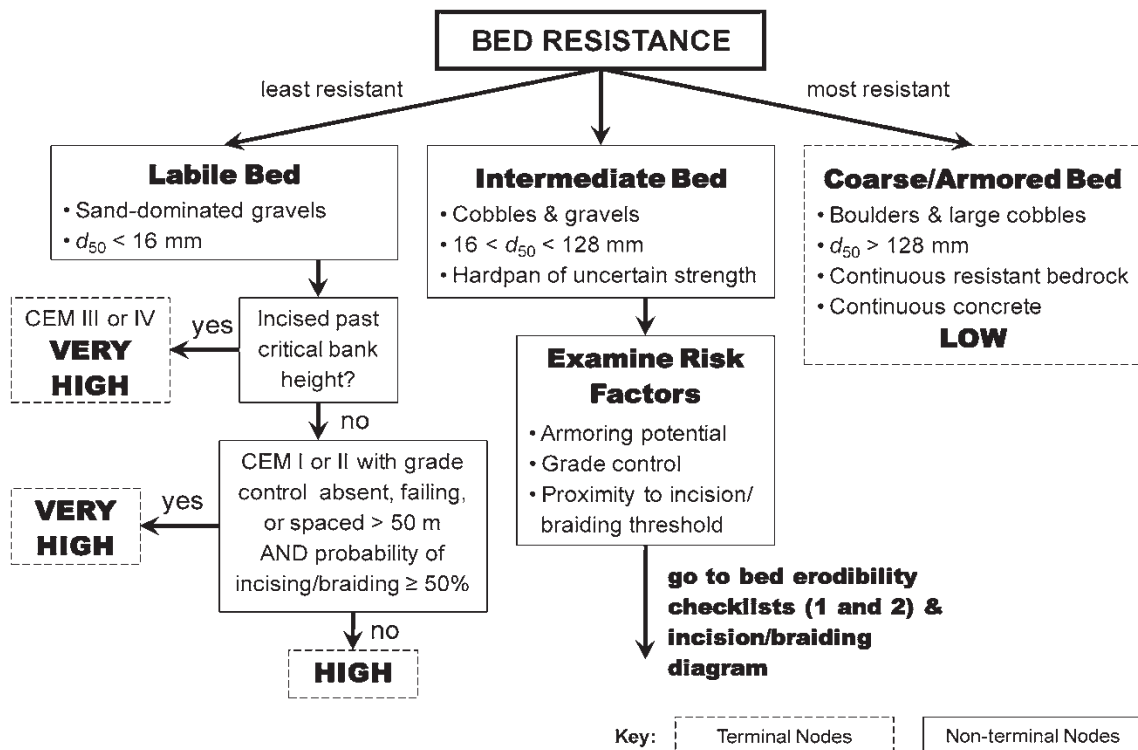 BED RESISTANCE
least resistant
most resistant
Labile Bed
• Sand-dominated gravels
• d50 < 16 mm
Intermediate Bed
• Cobbles & gravels
• 16 < d50 < 128 mm
• Hardpan of uncertain strength
Coarse/Armored Bed
• Boulders & large cobbles
• d50 > 128 mm
• Continuous resistant bedrock
• Continuous concrete
LOW
CEM III or IV
VERY
HIGH
yes
Incised past
critical bank
height?
no
Examine Risk
Factors
• Armoring potential
• Grade control
• Proximity to incision/
braiding threshold
VERY
HIGH
yes
CEM I or II with grade
control absent, failing,
or spaced > 50 m
AND probability of
incising/braiding ≥ 50%
no
HIGH
go to bed erodibility
checklists (1 and 2) &
incision/braiding
diagram
Key:
Terminal Nodes
Non-terminal Nodes